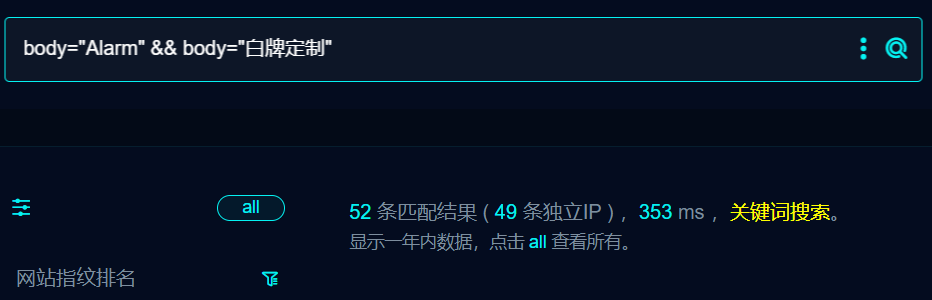 body="Alarm" && body="白牌定制"
all
52 条匹配结果 ( 49 条独立IP ) ，353 ms ，关键词搜索。
显示一年内数据，点击 all 查看所有。
网站指纹排名